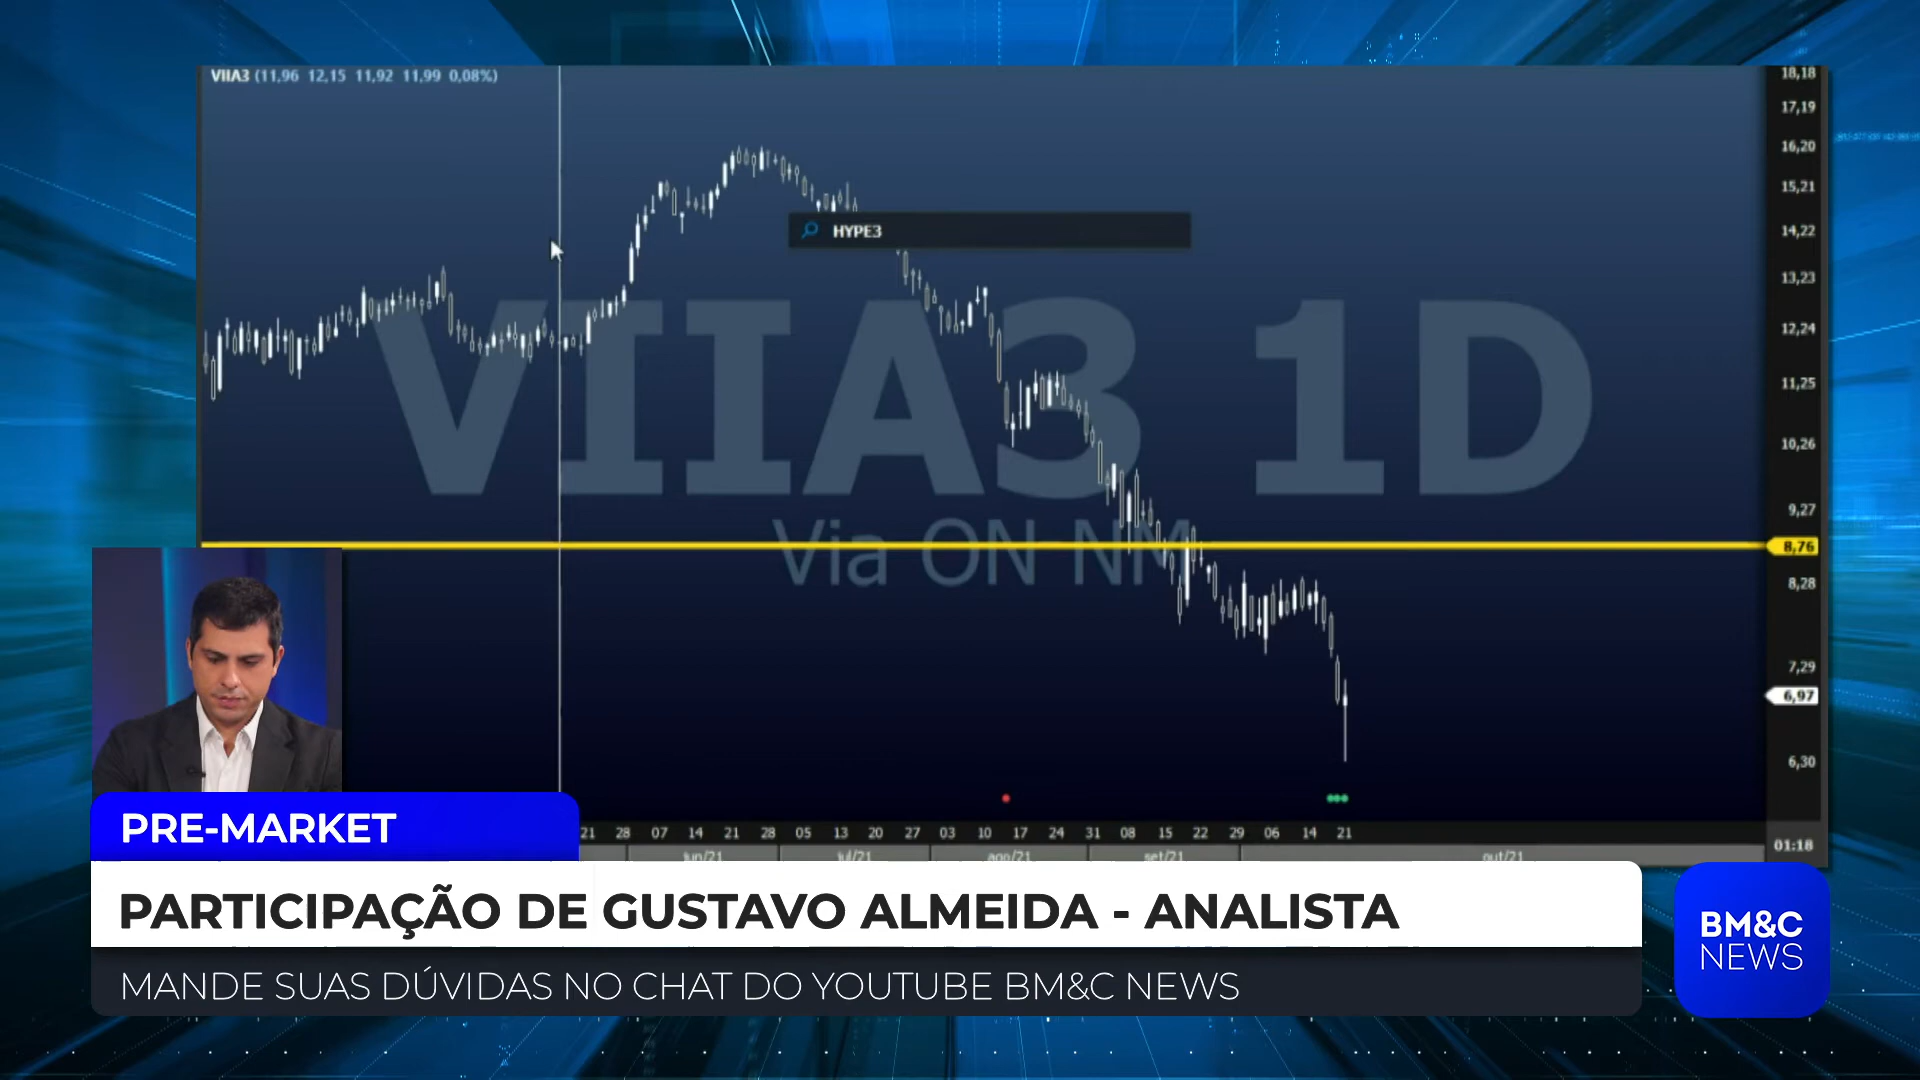 VIIA3 (11,96 12,15 11,92 11,99 0,08%)
18,18
17,19
16,20
15,21
14,22
13,23
12,24
11,25
10,26
9,27
8,76
8,28
7,29
6,97
6,30
HYPE3
VIIA3 1D
Via ON NM
21 28 07 14 21 28 05 13 20 27 03 10 17 24 31 08 15 22 29 06 14 21
01:18
jun/21 jul/21 ago/21 set/21 out/21
PRE-MARKET
PARTICIPAÇÃO DE GUSTAVO ALMEIDA - ANALISTA
MANDE SUAS DÚVIDAS NO CHAT DO YOUTUBE BM&C NEWS
BM&C
NEWS